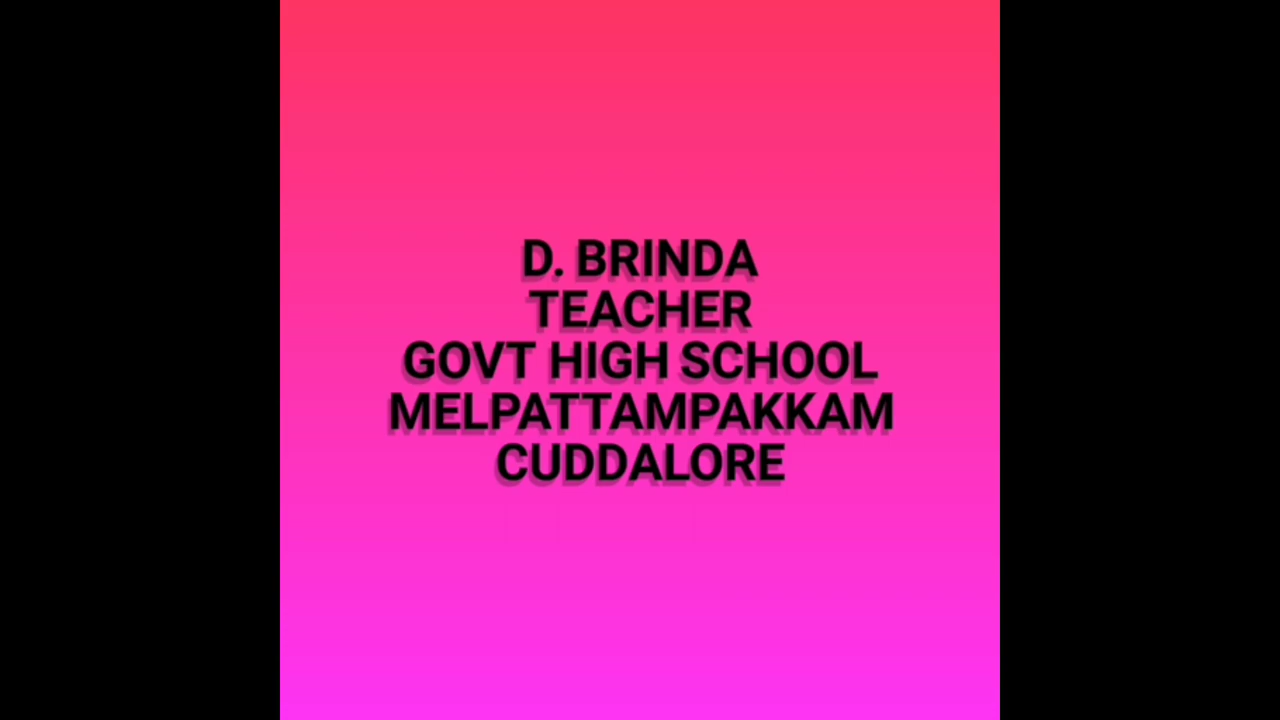 D. BRINDA
TEACHER
GOVT HIGH SCHOOL
MELPATTAMPAKKAM
CUDDALORE